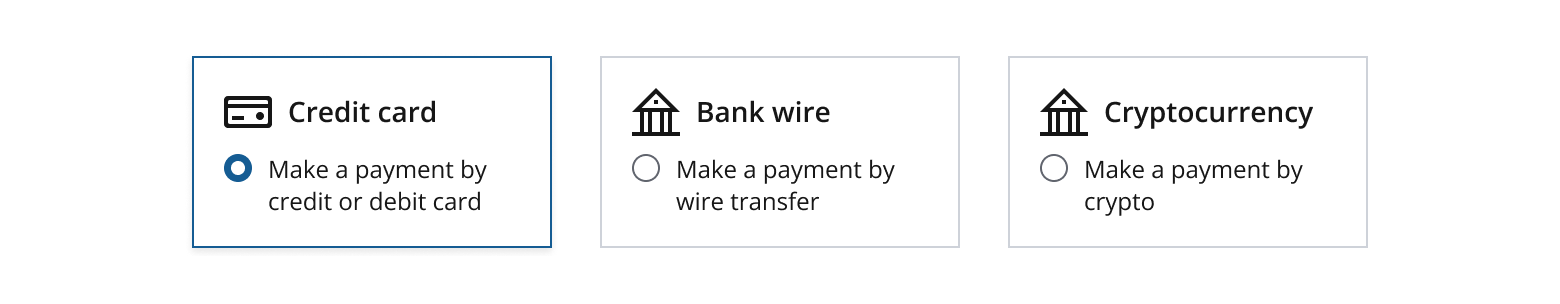 Credit card
Make a payment by
credit or debit card
Bank wire
Make a payment by
wire transfer
Cryptocurrency
Make a payment by
crypto